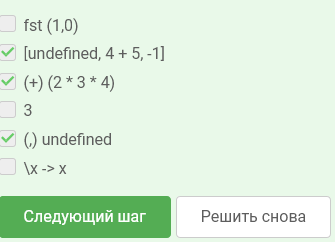 fst (1,0)
[undefined, 4 + 5, -1]
(+) (2 * 3 * 4)
3
(,) undefined
\x -> x
Следующий шаг Решить снова